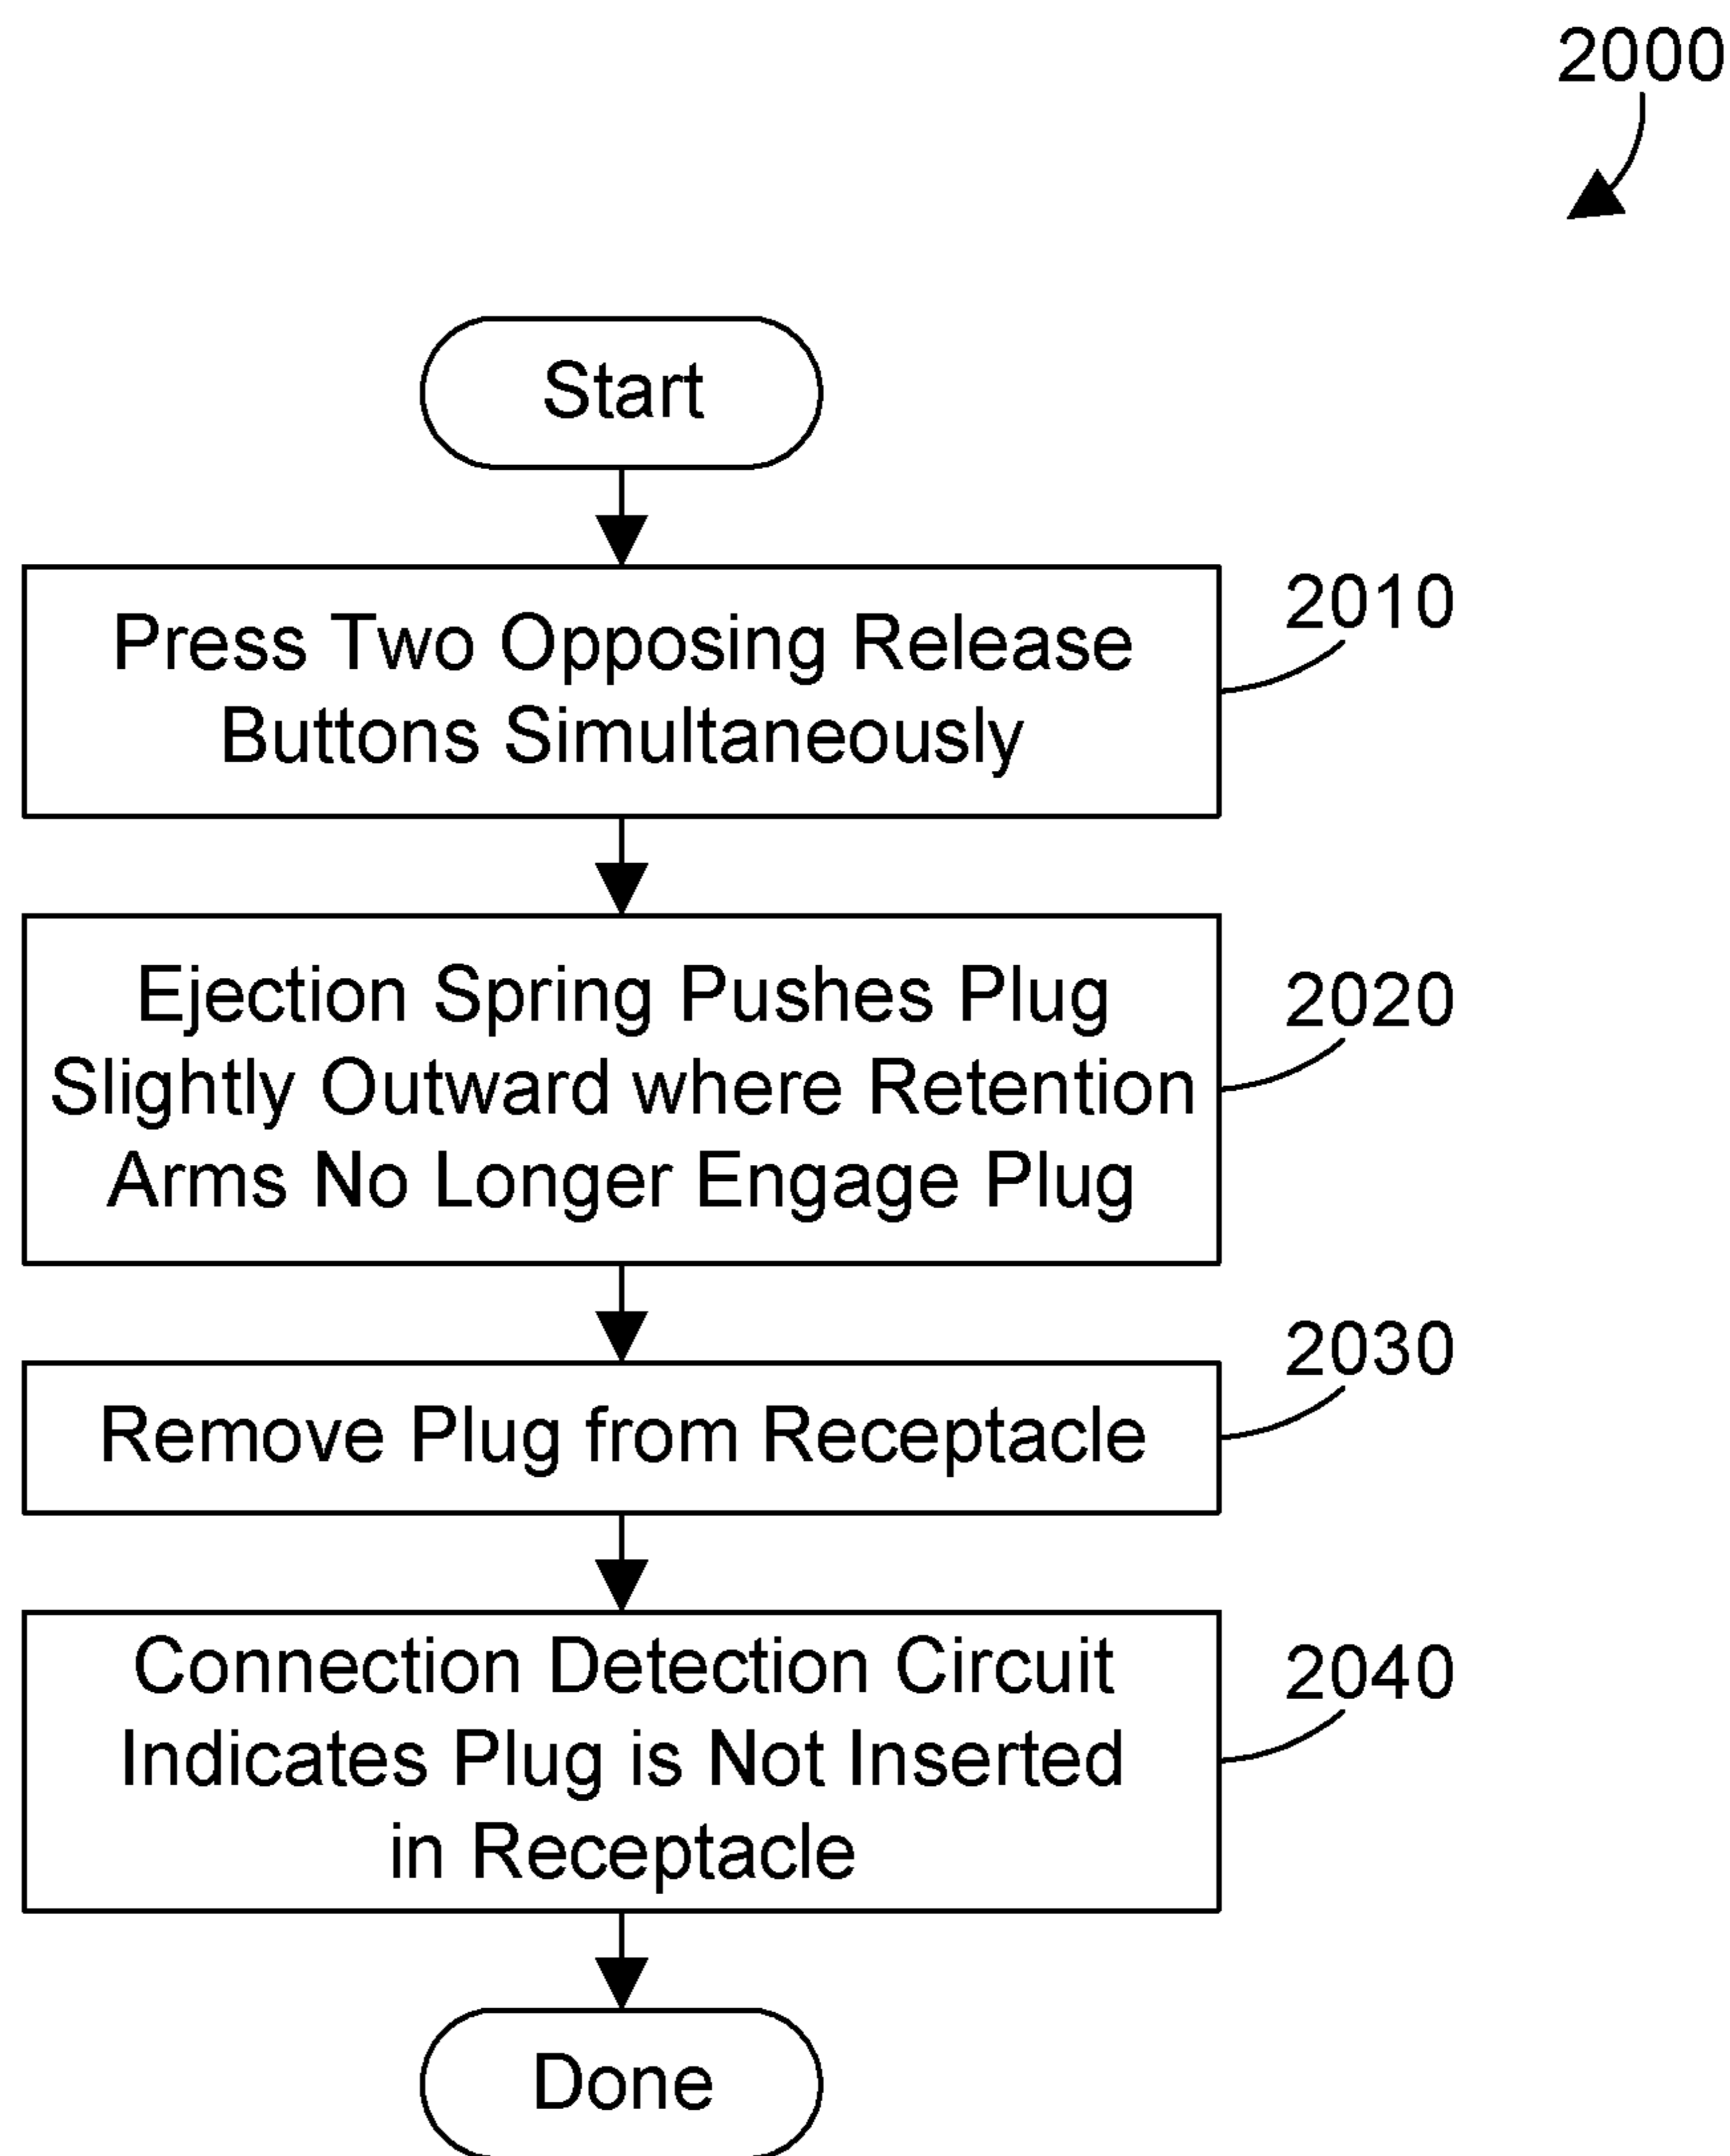 2000
Start
Press Two Opposing Release
Buttons Simultaneously
2010
Ejection Spring Pushes Plug
Slightly Outward where Retention
Arms No Longer Engage Plug
2020
Remove Plug from Receptacle
2030
Connection Detection Circuit
Indicates Plug is Not Inserted
in Receptacle
2040
Done